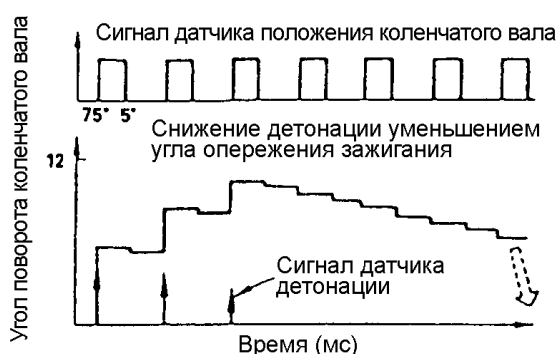 Сигнал датчика положения коленчатого вала
75° 5°
Снижение детонации уменьшением
угла опережения зажигания
12
Угол поворота коленчатого вала
Сигнал датчика
детонации
Время (мс)